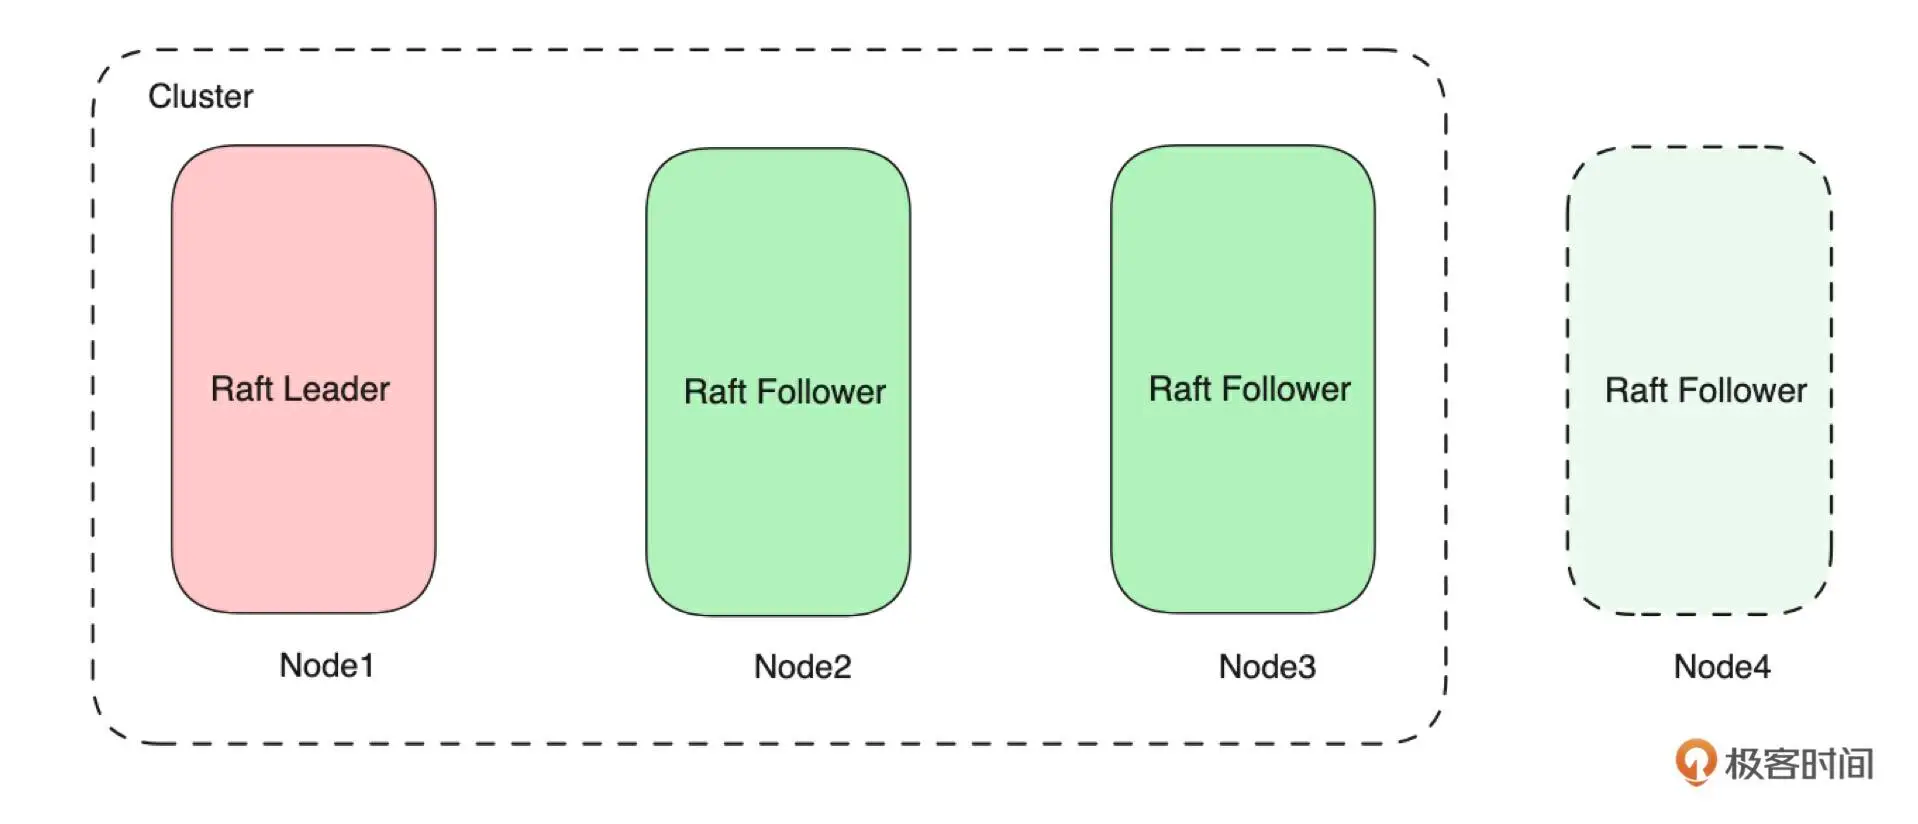 Cluster
Raft Leader
Raft Follower
Raft Follower
Raft Follower
Node1
Node2
Node3
Node4
极客时间